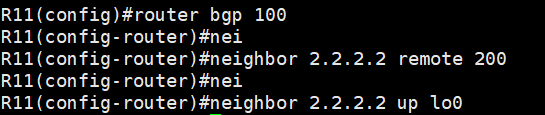 R11(config)#router bgp 100
R11(config-router)#nei
R11(config-router)#neighbor 2.2.2.2 remote 200
R11(config-router)#nei
R11(config-router)#neighbor 2.2.2.2 up lo0